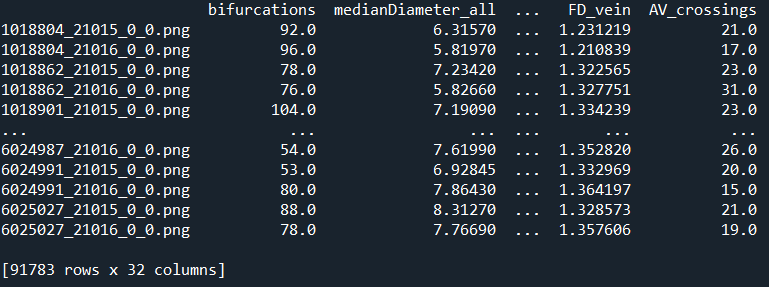 bifurcations medianDiameter_all ... FD_vein AV_crossings
1018804_21015_0_0.png 92.0 6.31570 ... 1.231219 21.0
1018804_21016_0_0.png 96.0 5.81970 ... 1.210839 17.0
1018862_21015_0_0.png 78.0 7.23420 ... 1.322565 23.0
1018862_21016_0_0.png 76.0 5.82660 ... 1.327751 31.0
1018901_21015_0_0.png 104.0 7.19090 ... 1.334239 23.0
... ... ... ... ... ...
6024987_21016_0_0.png 54.0 7.61990 ... 1.352820 26.0
6024991_21015_0_0.png 53.0 6.92845 ... 1.332969 20.0
6024991_21016_0_0.png 80.0 7.86430 ... 1.364197 15.0
6025027_21015_0_0.png 88.0 8.31270 ... 1.328573 21.0
6025027_21016_0_0.png 78.0 7.76690 ... 1.357606 19.0
[91783 rows x 32 columns]